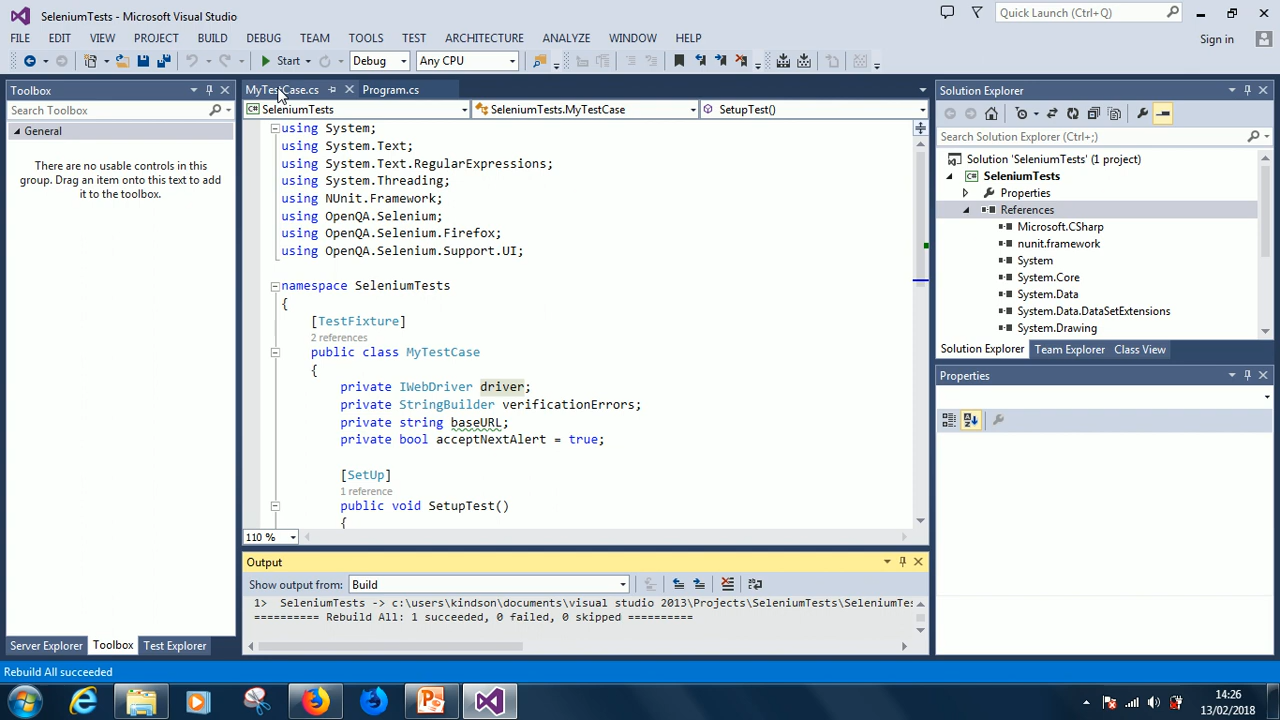 SeleniumTests - Microsoft Visual Studio
Quick Launch (Ctrl+Q)
FILE EDIT VIEW PROJECT BUILD DEBUG TEAM TOOLS TEST ARCHITECTURE ANALYZE WINDOW HELP
Sign in
Start Debug Any CPU
Toolbox
Search Toolbox
General
There are no usable controls in this
group. Drag an item onto this text to add
it to the toolbox.
Server Explorer Toolbox Test Explorer
MyTestCase.cs Program.cs
SeleniumTests SeleniumTests.MyTestCase SetupTest()
using System;
using System.Text;
using System.Text.RegularExpressions;
using System.Threading;
using NUnit.Framework;
using OpenQA.Selenium;
using OpenQA.Selenium.Firefox;
using OpenQA.Selenium.Support.UI;
namespace SeleniumTests
{
[TestFixture]
2 references
public class MyTestCase
{
private IWebDriver driver;
private StringBuilder verificationErrors;
private string baseURL;
private bool acceptNextAlert = true;
[SetUp]
1 reference
public void SetupTest()
{
110 %
Output
Show output from: Build
1> SeleniumTests -> c:\users\kindson\documents\visual studio 2013\Projects\SeleniumTests\SeleniumTes
========== Rebuild All: 1 succeeded, 0 failed, 0 skipped ==========
Solution Explorer
Search Solution Explorer (Ctrl+;)
Solution 'SeleniumTests' (1 project)
SeleniumTests
Properties
References
Microsoft.CSharp
nunit.framework
System
System.Core
System.Data
System.Data.DataSetExtensions
System.Drawing
Solution Explorer Team Explorer Class View
Properties
Rebuild All succeeded
14:26
13/02/2018